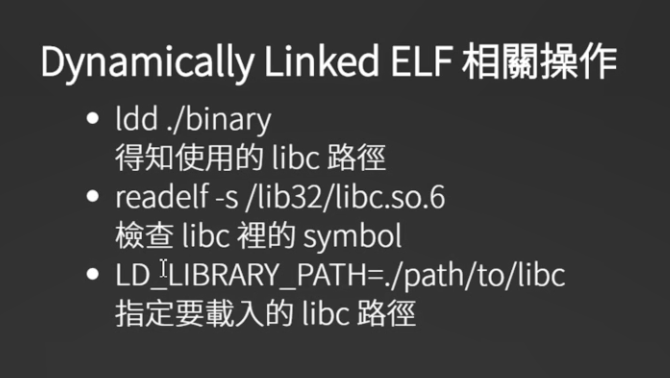 Dynamically Linked ELF 相關操作
ldd ./binary
得知使用的 libc 路徑
readelf -s /lib32/libc.so.6
檢查 libc 裡的 symbol
LD_LIBRARY_PATH=./path/to/libc
指定要載入的 libc 路徑